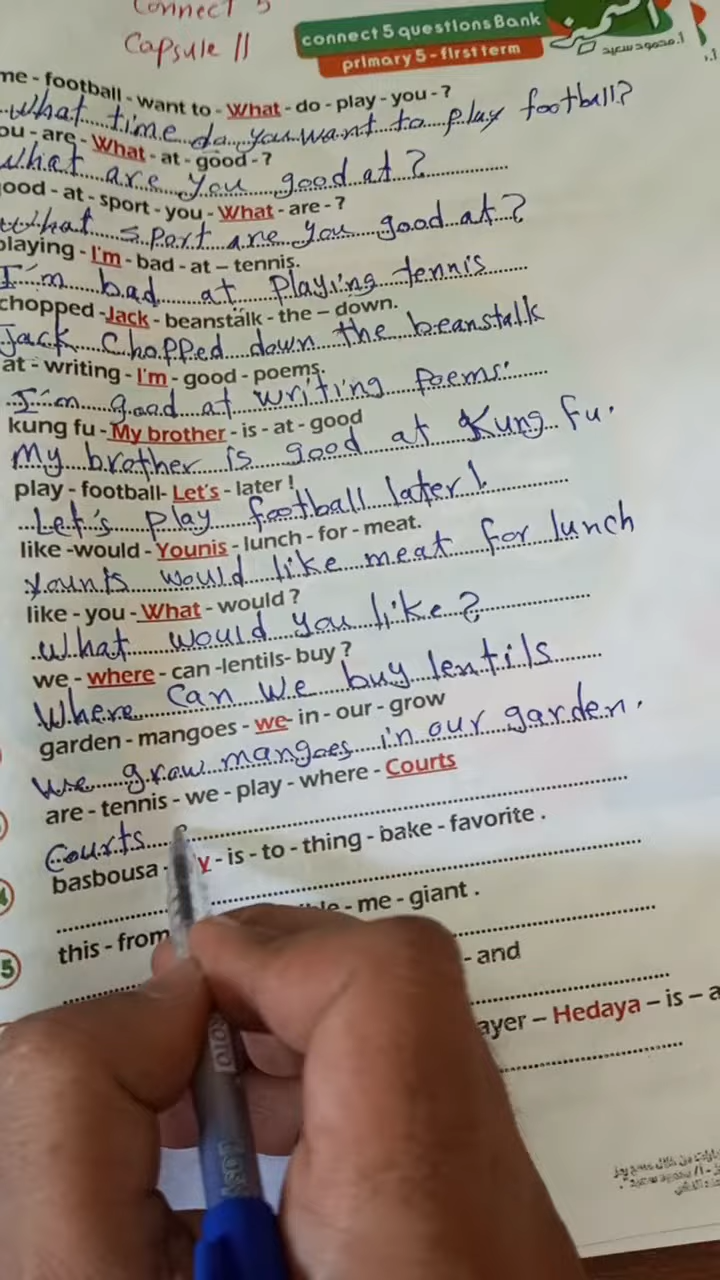 Connect 5
Capsule 11
connect 5 questions Bank
primary 5 - first term
أ.محمود سعيد
me - football - want to - What - do - play - you - ?
What time do you want to play football?
ou - are - What - at - good - ?
What are you good at ?
ood - at - sport - you - What - are - ?
What sport are you good at?
playing - I'm - bad - at – tennis.
I'm bad at playing tennis
chopped -Jack - beanstalk - the – down.
Jack Chopped down the beanstalk
at - writing - I'm - good - poems.
I'm good at writing poems.
kung fu - My brother - is - at - good
My brother is good at Kung fu.
play - football- Let's - later !
Let's play football later!
like -would - Younis - lunch - for - meat.
Younis would like meat for lunch
like - you - What - would ?
What would you like?
we - where - can -lentils- buy ?
Where can we buy lentils
garden - mangoes - we- in - our - grow
We grow mangoes in our garden.
are - tennis - we - play - where - Courts
Courts
basbousa - y - is - to - thing - bake - favorite .
5 this - from - me - giant .
- and
ayer – Hedaya – is – a